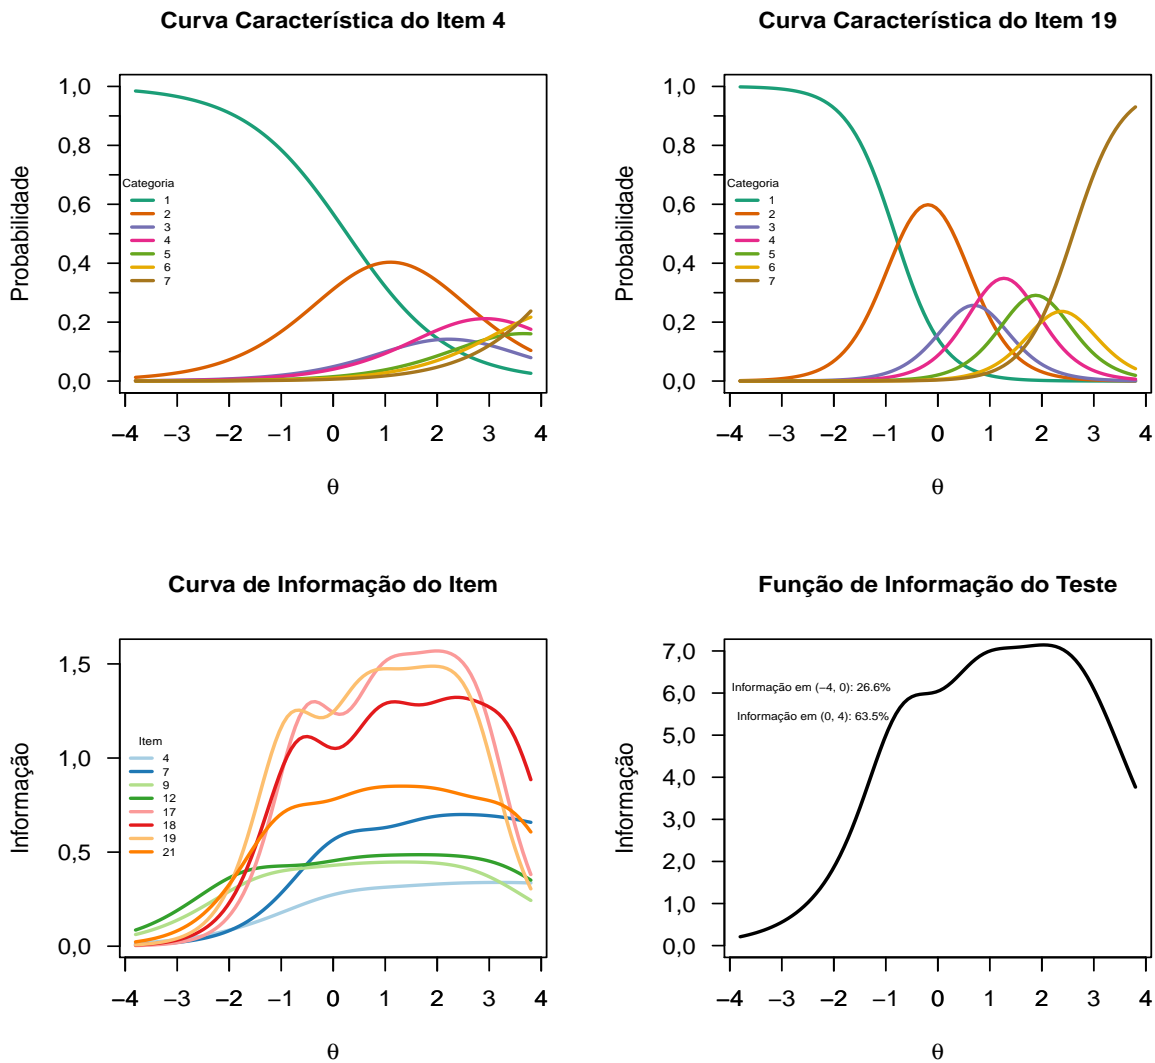 Curva Característica do Item 4
Probabilidade
1,0
0,8
0,6
0,4
0,2
0,0
Categoria
1
2
3
4
5
6
7
−4 −3 −2 −1 0 1 2 3 4
θ
Curva Característica do Item 19
Probabilidade
1,0
0,8
0,6
0,4
0,2
0,0
Categoria
1
2
3
4
5
6
7
−4 −3 −2 −1 0 1 2 3 4
θ
Curva de Informação do Item
Informação
1,5
1,0
0,5
0,0
Item
4
7
9
12
17
18
19
21
−4 −3 −2 −1 0 1 2 3 4
θ
Função de Informação do Teste
Informação
7,0
6,0
5,0
4,0
3,0
2,0
1,0
0,0
Informação em (−4, 0): 26.6%
Informação em (0, 4): 63.5%
−4 −3 −2 −1 0 1 2 3 4
θ